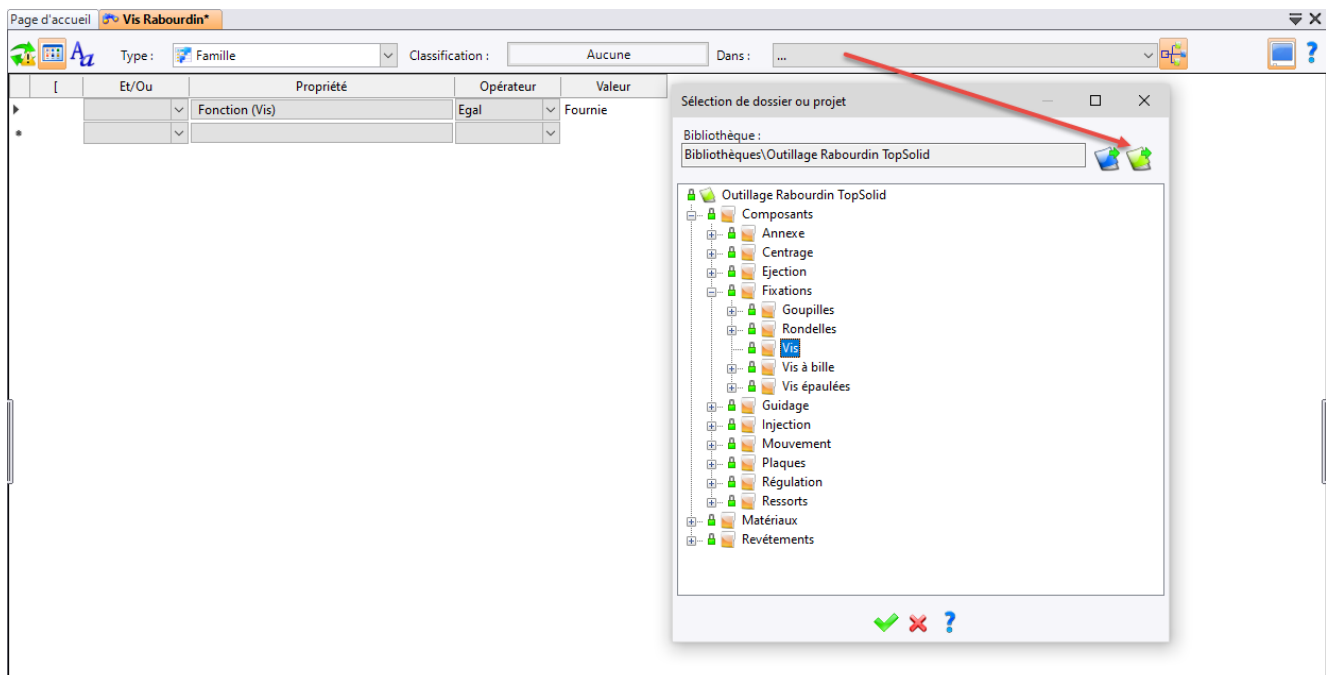 Page d'accueil Vis Rabourdin*
Aa Type : Famille Classification : Aucune Dans : ...
[ Et/Ou Propriété Opérateur Valeur
Fonction (Vis) Egal Fournie
Sélection de dossier ou projet
Bibliothèque :
Bibliothèques\Outillage Rabourdin TopSolid
Outillage Rabourdin TopSolid
Composants
Annexe
Centrage
Ejection
Fixations
Goupilles
Rondelles
Vis
Vis à bille
Vis épaulées
Guidage
Injection
Mouvement
Plaques
Régulation
Ressorts
Matériaux
Revétements